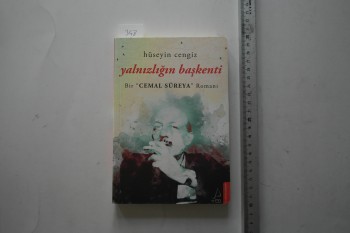 hüseyin cengiz
yalnızlığın başkenti
Bir "CEMAL SÜREYA" Romanı